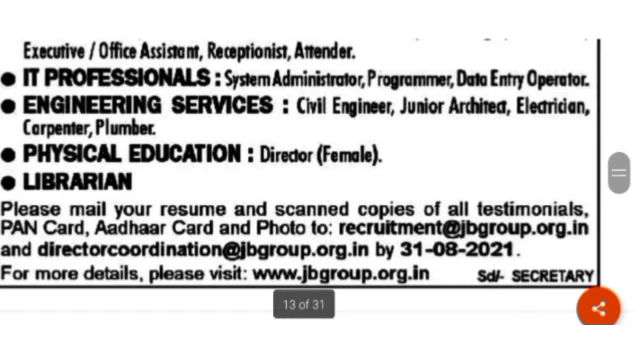 Executive / Office Assistant, Receptionist, Attender.
● IT PROFESSIONALS : System Administrator, Programmer, Data Entry Operator.
● ENGINEERING SERVICES : Civil Engineer, Junior Architect, Electrician,
Carpenter, Plumber.
● PHYSICAL EDUCATION : Director (Female).
● LIBRARIAN
Please mail your resume and scanned copies of all testimonials,
PAN Card, Aadhaar Card and Photo to: recruitment@jbgroup.org.in
and directorcoordination@jbgroup.org.in by 31-08-2021.
For more details, please visit: www.jbgroup.org.in Sd/- SECRETARY
13 of 31